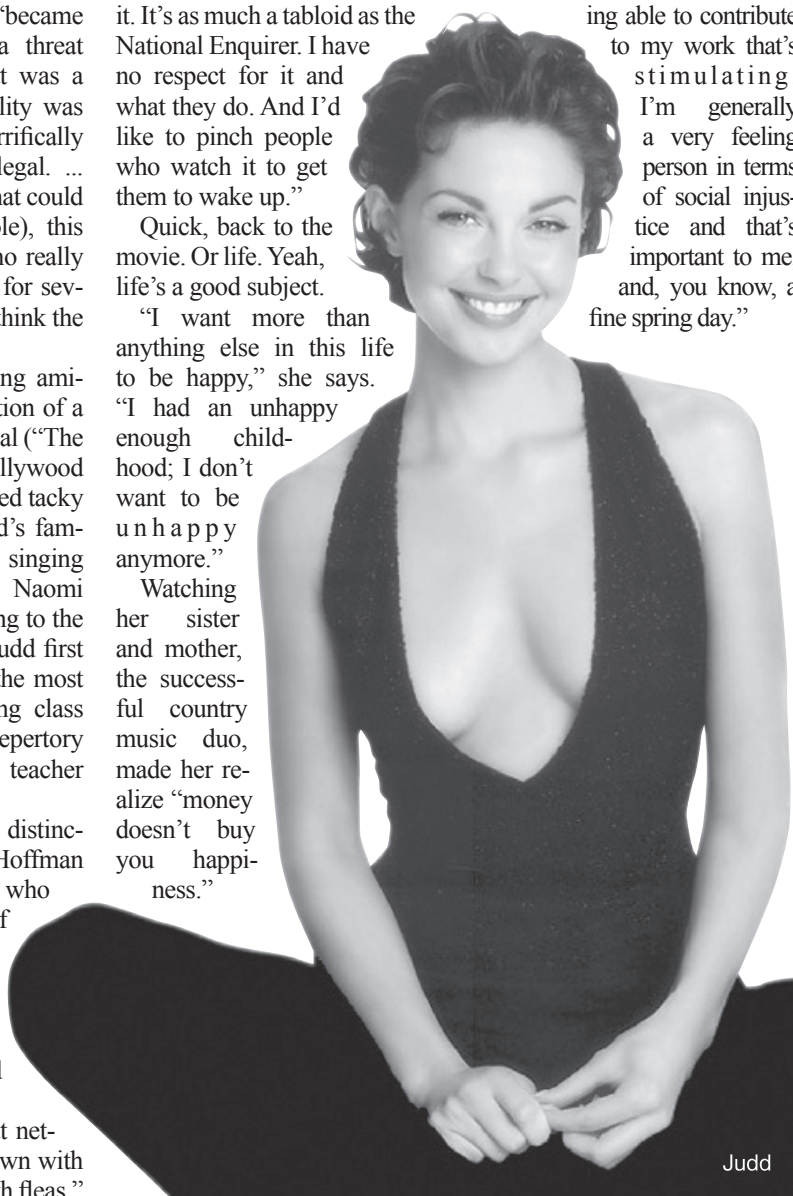 “became
a threat
t was a
lity was
rrifically
legal. ...
hat could
le), this
ho really
for sev-
think the
ng ami-
tion of a
al (“The
llywood
ed tacky
d’s fam-
singing
Naomi
ng to the
udd first
the most
ng class
epertory
teacher
distinc-
Hoffman
who
f
t net-
wn with
h fleas.”
it. It’s as much a tabloid as the
National Enquirer. I have
no respect for it and
what they do. And I’d
like to pinch people
who watch it to get
them to wake up.”
Quick, back to the
movie. Or life. Yeah,
life’s a good subject.
“I want more than
anything else in this life
to be happy,” she says.
“I had an unhappy
enough child-
hood; I don’t
want to be
unhappy
anymore.”
Watching
her sister
and mother,
the success-
ful country
music duo,
made her re-
alize “money
doesn’t buy
you happi-
ness.”
ing able to contribute
to my work that’s
stimulating
I’m generally
a very feeling
person in terms
of social injus-
tice and that’s
important to me
and, you know, a
fine spring day.”
Judd